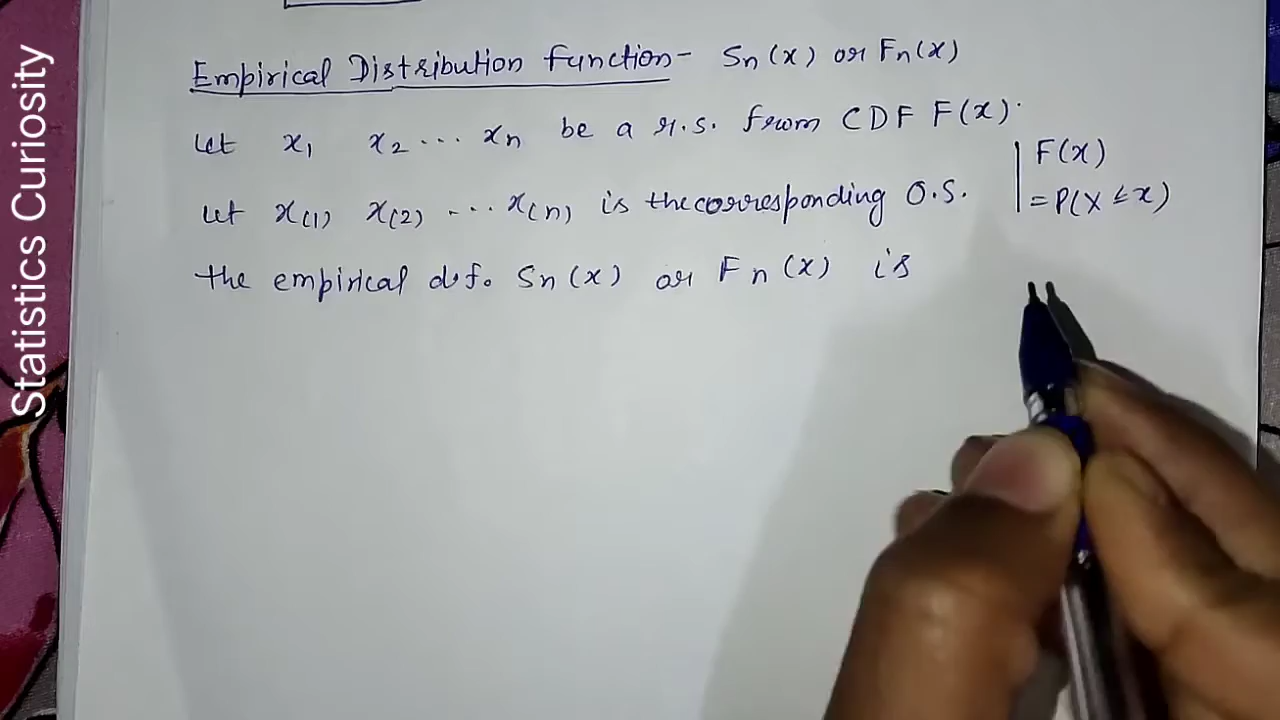 Statistics Curiosity
Empirical Distribution function- Sn(x) or Fn(x)
Let x1 x2 ... xn be a r.s. from CDF F(x).
Let x(1) x(2) ... x(n) is the corresponding O.S.
F(x)
= P(X ≤ x)
the empirical d.f. Sn(x) or Fn(x) is